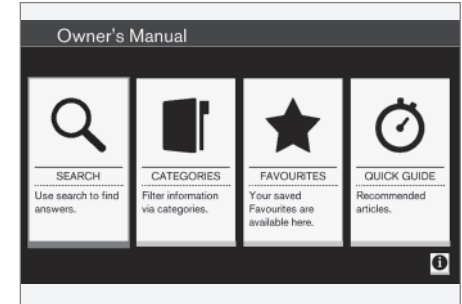 Owner's Manual
SEARCH
Use search to find
answers.
CATEGORIES
Filter information
via categories.
FAVOURITES
Your saved
Favourites are
available here.
QUICK GUIDE
Recommended
articles.
i